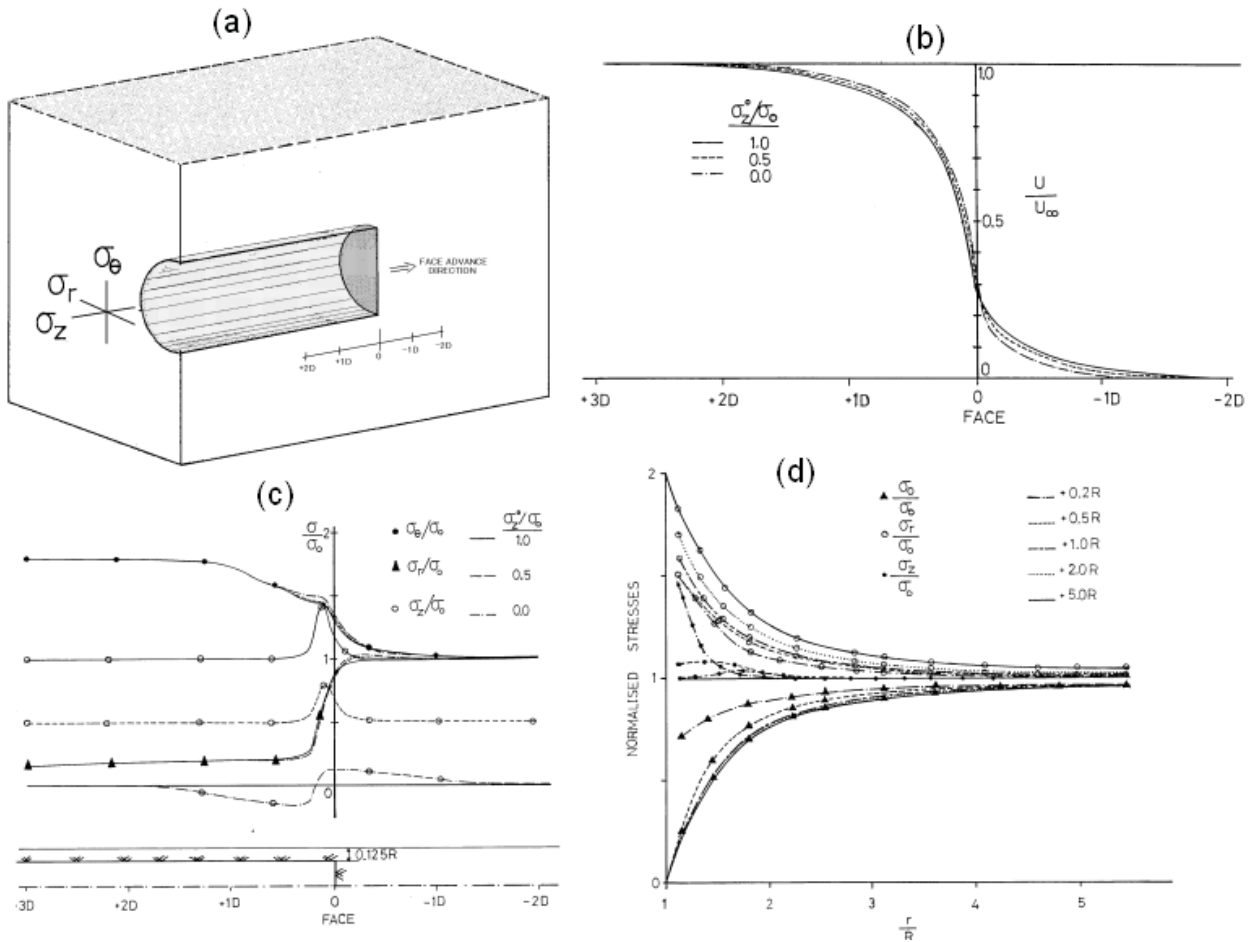 (a)
σθ
σr
σz
FACE ADVANCE
DIRECTION
+2D +1D 0 -1D -2D
(b)
1.0
σz°/σo
1.0
0.5
0.0
U
U∞
0.5
0
+3D +2D +1D 0 -1D -2D
FACE
(c)
σ
σo
2
σθ/σo
σr/σo
σz/σo
σz°/σo
1.0
0.5
0.0
1
0
0.125R
+3D +2D +1D 0 -1D -2D
FACE
(d)
2
1
0
NORMALISED STRESSES
σr
σo
σz
σo
+0.2R
+0.5R
+1.0R
+2.0R
+5.0R
1 2 3 4 5
r
R